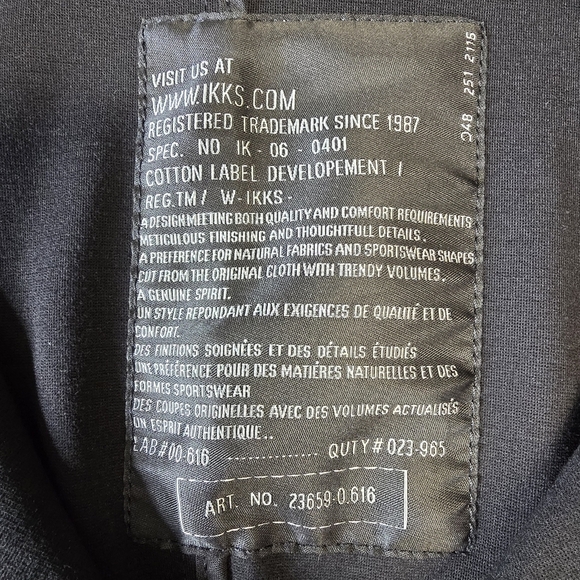 VISIT US AT
WWW.IKKS.COM
REGISTERED TRADEMARK SINCE 1987
SPEC. NO IK - 06 - 0401
COTTON LABEL DEVELOPEMENT /
REG.TM / W-IKKS -
A DESIGN MEETING BOTH QUALITY AND COMFORT REQUIREMENTS
METICULOUS FINISHING AND THOUGHTFULL DETAILS.
A PREFERENCE FOR NATURAL FABRICS AND SPORTSWEAR SHAPES
CUT FROM THE ORIGINAL CLOTH WITH TRENDY VOLUMES.
A GENUINE SPIRIT.
UN STYLE REPONDANT AUX EXIGENCES DE QUALITÉ ET DE
CONFORT.
DES FINITIONS SOIGNÉES ET DES DÉTAILS ÉTUDIÉS
UNE PRÉFÉRENCE POUR DES MATIÉRES NATURELLES ET DES
FORMES SPORTSWEAR
DES COUPES ORIGINELLES AVEC DES VOLUMES ACTUALISÉS
UN ESPRIT AUTHENTIQUE..
LAB#00-616 .............. QUTY # 023-965
ART. NO. 23659-0.616
04B 251 2115